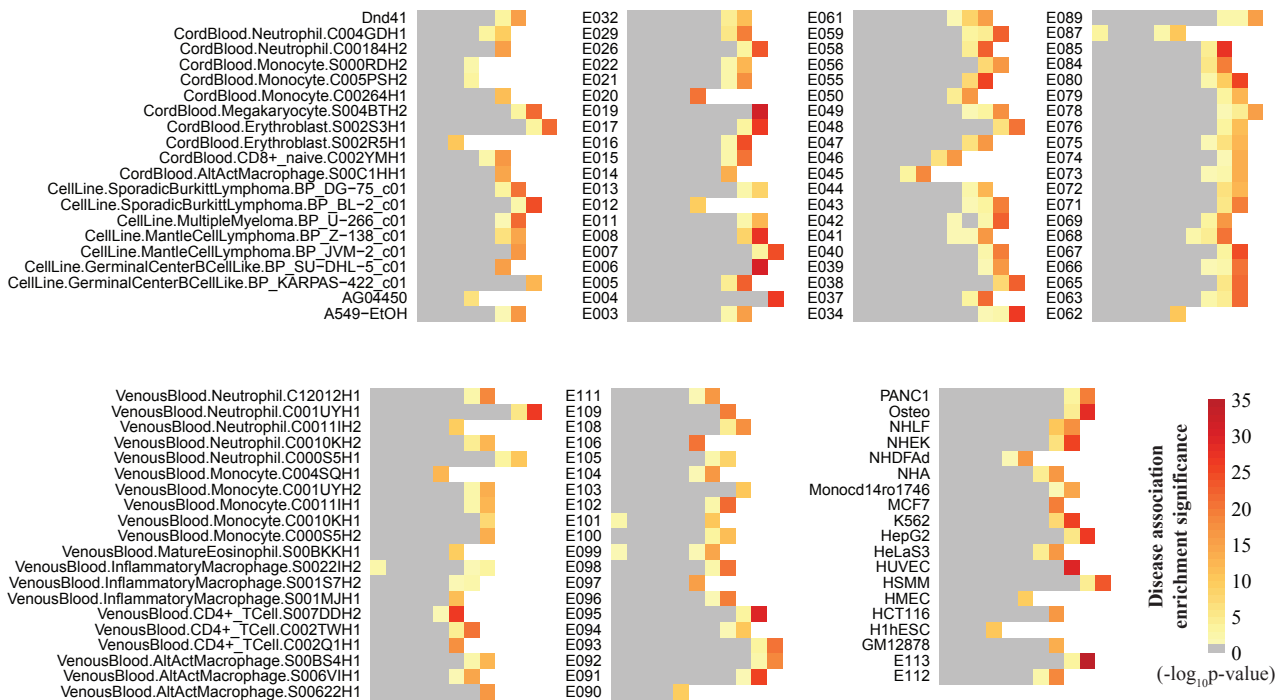 Dnd41
CordBlood.Neutrophil.C004GDH1
CordBlood.Neutrophil.C00184H2
CordBlood.Monocyte.S000RDH2
CordBlood.Monocyte.C005PSH2
CordBlood.Monocyte.C00264H1
CordBlood.Megakaryocyte.S004BTH2
CordBlood.Erythroblast.S002S3H1
CordBlood.Erythroblast.S002R5H1
CordBlood.CD8+_naive.C002YMH1
CordBlood.AltActMacrophage.S00C1HH1
CellLine.SporadicBurkittLymphoma.BP_DG−75_c01
CellLine.SporadicBurkittLymphoma.BP_BL−2_c01
CellLine.MultipleMyeloma.BP_U−266_c01
CellLine.MantleCellLymphoma.BP_Z−138_c01
CellLine.MantleCellLymphoma.BP_JVM−2_c01
CellLine.GerminalCenterBCellLike.BP_SU−DHL−5_c01
CellLine.GerminalCenterBCellLike.BP_KARPAS−422_c01
AG04450
A549−EtOH
E032
E029
E026
E022
E021
E020
E019
E017
E016
E015
E014
E013
E012
E011
E008
E007
E006
E005
E004
E003
E061
E059
E058
E056
E055
E050
E049
E048
E047
E046
E045
E044
E043
E042
E041
E040
E039
E038
E037
E034
E089
E087
E085
E084
E080
E079
E078
E076
E075
E074
E073
E072
E071
E069
E068
E067
E066
E065
E063
E062
VenousBlood.Neutrophil.C12012H1
VenousBlood.Neutrophil.C001UYH1
VenousBlood.Neutrophil.C0011IH2
VenousBlood.Neutrophil.C0010KH2
VenousBlood.Neutrophil.C000S5H1
VenousBlood.Monocyte.C004SQH1
VenousBlood.Monocyte.C001UYH2
VenousBlood.Monocyte.C0011IH1
VenousBlood.Monocyte.C0010KH1
VenousBlood.Monocyte.C000S5H2
VenousBlood.MatureEosinophil.S00BKKH1
VenousBlood.InflammatoryMacrophage.S0022IH2
VenousBlood.InflammatoryMacrophage.S001S7H2
VenousBlood.InflammatoryMacrophage.S001MJH1
VenousBlood.CD4+_TCell.S007DDH2
VenousBlood.CD4+_TCell.C002TWH1
VenousBlood.CD4+_TCell.C002Q1H1
VenousBlood.AltActMacrophage.S00BS4H1
VenousBlood.AltActMacrophage.S006VIH1
VenousBlood.AltActMacrophage.S00622H1
E111
E109
E108
E106
E105
E104
E103
E102
E101
E100
E099
E098
E097
E096
E095
E094
E093
E092
E091
E090
PANC1
Osteo
NHLF
NHEK
NHDFAd
NHA
Monocd14ro1746
MCF7
K562
HepG2
HeLaS3
HUVEC
HSMM
HMEC
HCT116
H1hESC
GM12878
E113
E112
Disease association
enrichment significance
35
30
25
20
15
10
5
0
(-log10p-value)